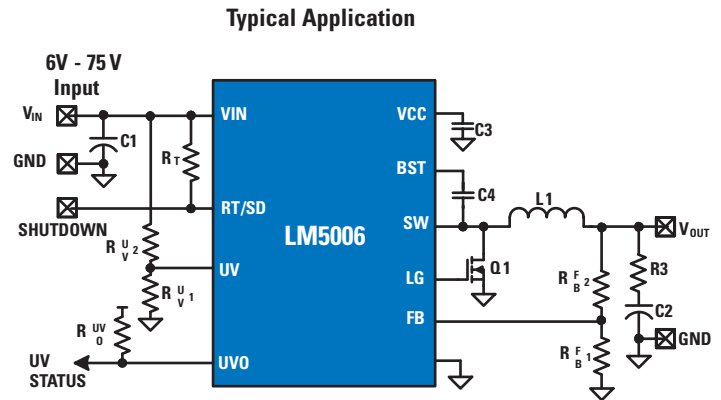 Typical Application
6V - 75 V
Input
VIN
GND
SHUTDOWN
C1
RT
RUV2
RUV1
RUVO
UV
STATUS
VIN
RT/SD
UV
UVO
LM5006
VCC
BST
SW
LG
FB
C3
C4
L1
Q1
RFB2
RFB1
R3
C2
VOUT
GND